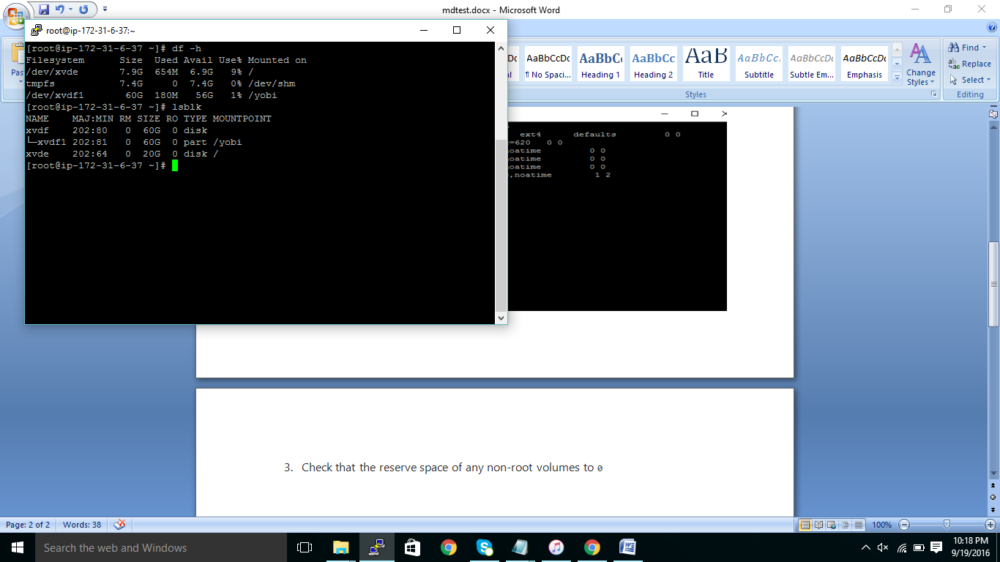 mdtest.docx - Microsoft Word
root@ip-172-31-6-37:~
[root@ip-172-31-6-37 ~]# df -h
Filesystem      Size  Used Avail Use% Mounted on
/dev/xvde       7.9G  654M  6.9G   9% /
tmpfs           7.4G     0  7.4G   0% /dev/shm
/dev/xvdf1       60G  180M   56G   1% /yobi
[root@ip-172-31-6-37 ~]# lsblk
NAME    MAJ:MIN RM SIZE RO TYPE MOUNTPOINT
xvdf    202:80   0  60G  0 disk
└─xvdf1 202:81   0  60G  0 part /yobi
xvde    202:64   0  20G  0 disk /
[root@ip-172-31-6-37 ~]#
AaBbCcDc AaBbCc AaBbCc AaB AaBbCc. AaBbCcDc AaBbCcDc
¶ No Spaci... Heading 1 Heading 2 Title Subtitle Subtle Em... Emphasis
Change Styles
Styles
Find
Replace
Select
Editing
ext4 defaults 0 0
=620 0 0
noatime 0 0
noatime 0 0
noatime 0 0
,noatime 1 2
3. Check that the reserve space of any non-root volumes to 0
Page: 2 of 2 Words: 38
100%
Search the web and Windows
10:18 PM
9/19/2016